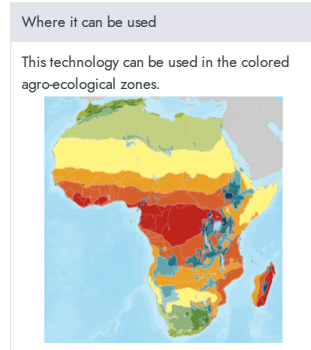 Where it can be used
This technology can be used in the colored
agro-ecological zones.